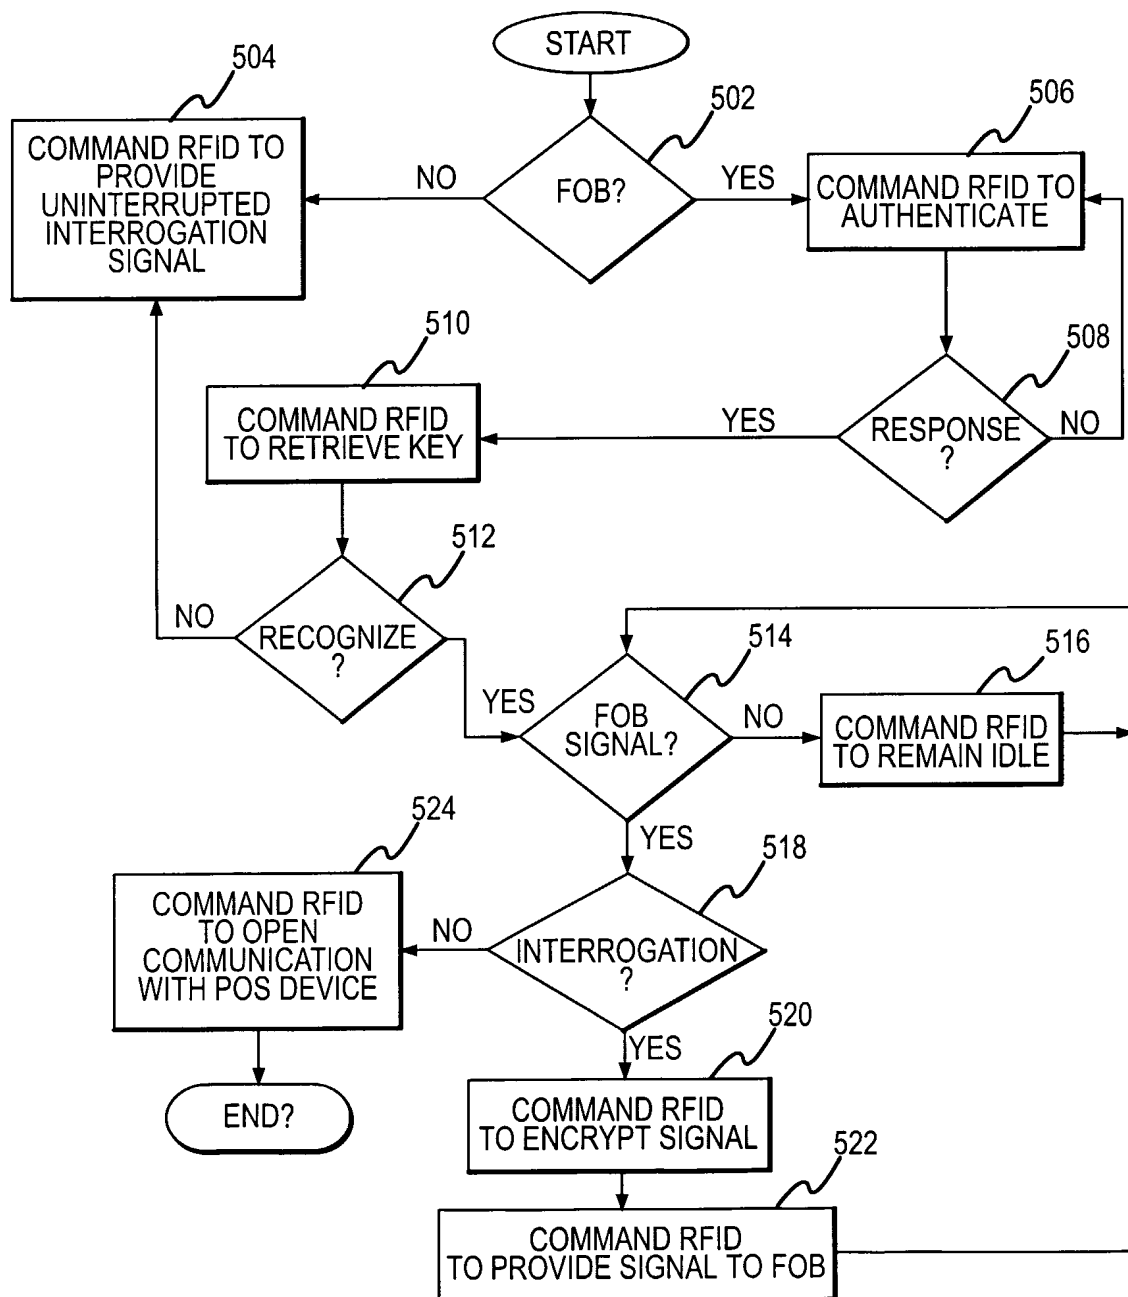 START
504
502
506
COMMAND RFID TO
PROVIDE
UNINTERRUPTED
INTERROGATION
SIGNAL
NO
FOB?
YES
COMMAND RFID TO
AUTHENTICATE
510
508
COMMAND RFID
TO RETRIEVE KEY
YES
RESPONSE
?
NO
512
NO
RECOGNIZE
?
YES
514
516
FOB
SIGNAL?
NO
COMMAND RFID
TO REMAIN IDLE
YES
524
518
COMMAND RFID
TO OPEN
COMMUNICATION
WITH POS DEVICE
NO
INTERROGATION
?
YES
520
END?
COMMAND RFID
TO ENCRYPT SIGNAL
522
COMMAND RFID
TO PROVIDE SIGNAL TO FOB